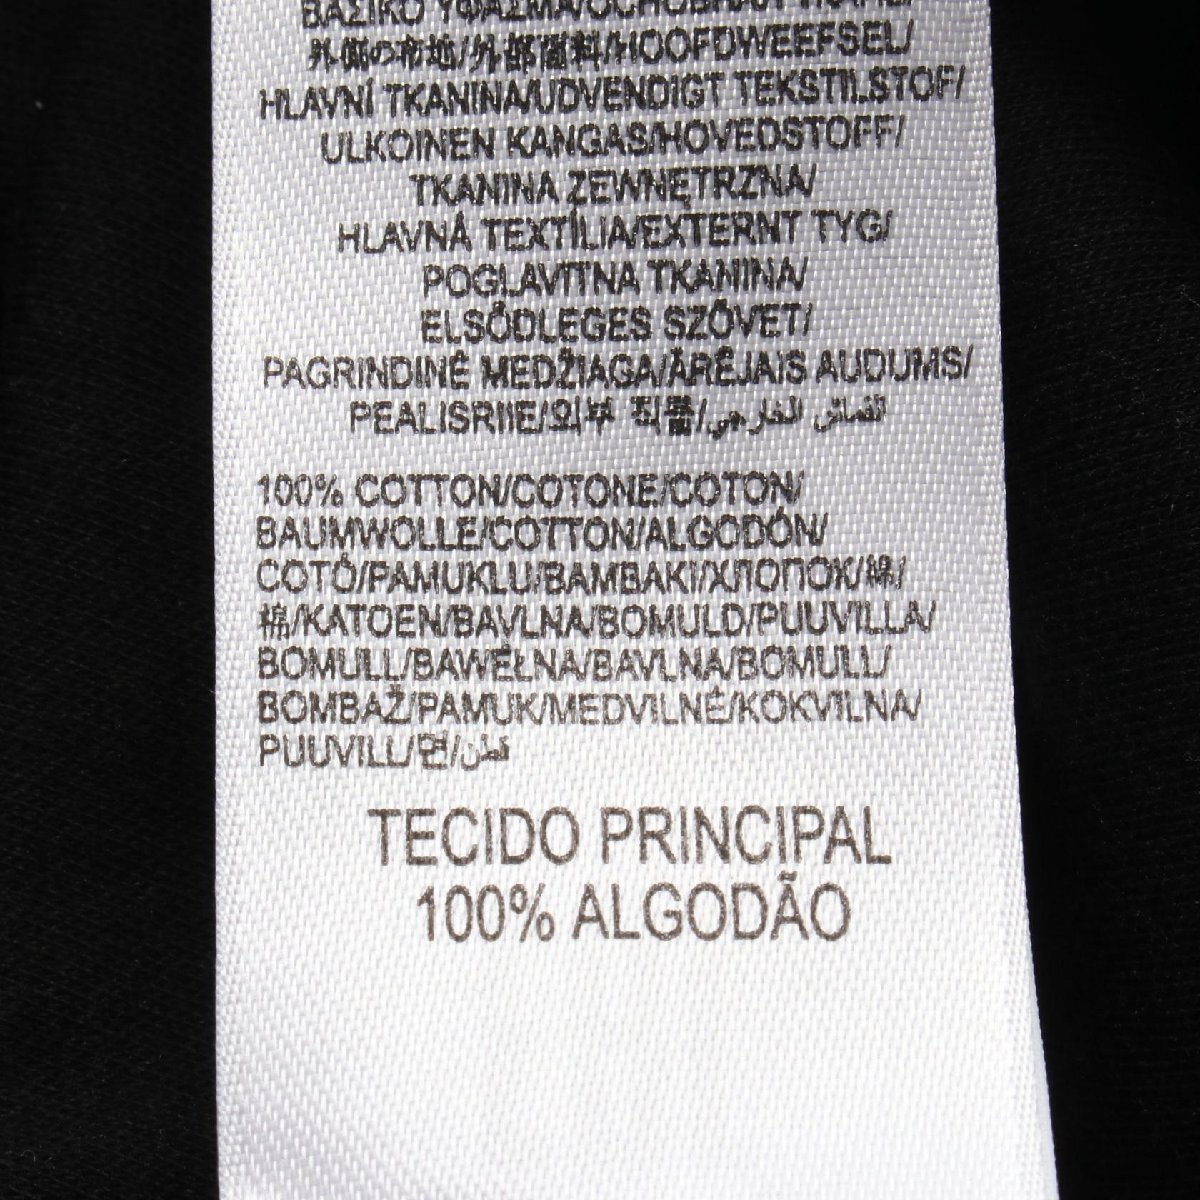 ΒΑΣΙΚΟ ΥΦΑΣΜΑ/
外側の布地/外部面料/HOOFDWEEFSEL/
HLAVNÍ TKANINA/UDVENDIGT TEKSTILSTOF/
ULKOINEN KANGAS/HOVEDSTOFF/
TKANINA ZEWNĘTRZNA/
HLAVNÁ TEXTÍLIA/EXTERNT TYG/
POGLAVITNA TKANINA/
ELSŐDLEGES SZÖVET/
PAGRINDINĖ MEDŽIAGA/ĀRĒJAIS AUDUMS/
PEALISRIIE/외부 직물/القماش الخارجي
100% COTTON/COTONE/COTON/
BAUMWOLLE/COTTON/ALGODÓN/
COTÓ/PAMUKLU/BAMBAKI/ХЛОПОК/綿/
棉/KATOEN/BAVLNA/BOMULD/PUUVILLA/
BOMULL/BAWEŁNA/BAVLNA/BOMULL/
BOMBAŽ/PAMUK/MEDVILNĖ/KOKVILNA/
PUUVILL/면/قطن
TECIDO PRINCIPAL
100% ALGODÃO